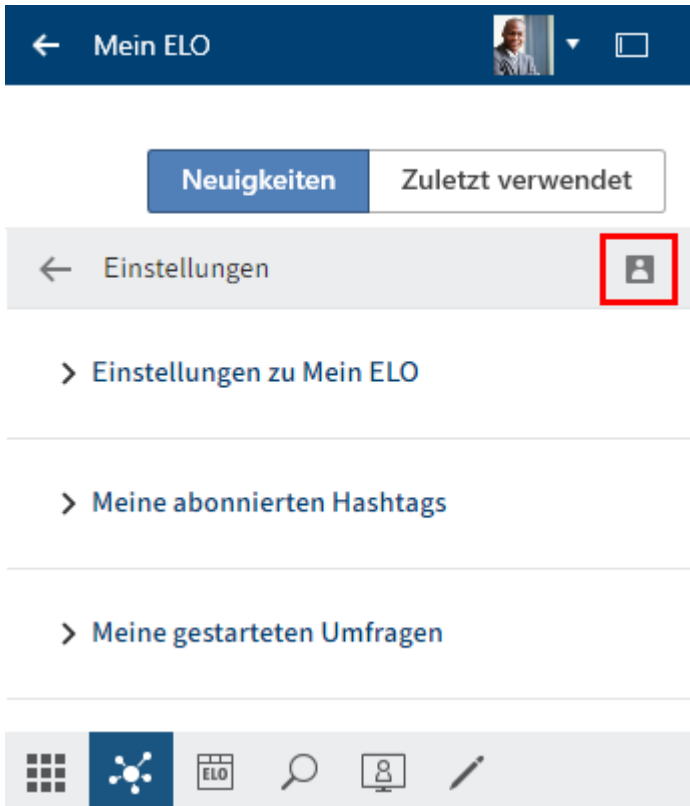 Mein ELO
Neuigkeiten Zuletzt verwendet
Einstellungen
Einstellungen zu Mein ELO
Meine abonnierten Hashtags
Meine gestarteten Umfragen
ELO